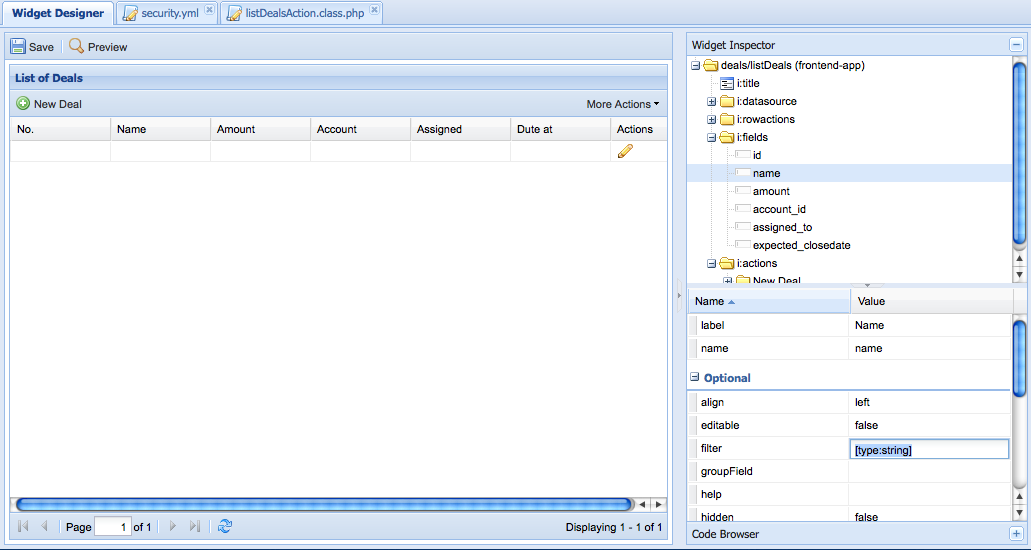 Widget Designer
security.yml
listDealsAction.class.php
Save
Preview
List of Deals
New Deal
More Actions
No. Name Amount Account Assigned Dute at Actions
Page 1 of 1
Displaying 1 - 1 of 1
Widget Inspector
deals/listDeals (frontend-app)
i:title
i:datasource
i:rowactions
i:fields
id
name
amount
account_id
assigned_to
expected_closedate
i:actions
New Deal
Name Value
label Name
name name
Optional
align left
editable false
filter [type:string]
groupField
help
hidden false
Code Browser